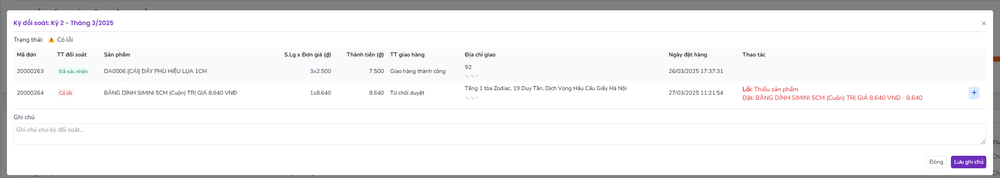 Kỳ đối soát: Kỳ 2 - Tháng 3/2025
×
Trạng thái: ⚠ Có lỗi
Mã đơn TT đối soát Sản phẩm S.Lg x Đơn giá (₫) Thành tiền (₫) TT giao hàng Địa chỉ giao Ngày đặt hàng Thao tác
20000263 Đã xác nhận DA0006 [CÁI] DÂY PHÙ HIỆU LỤA 1CM 3x2.500 7.500 Giao hàng thành công 92 26/03/2025 17:37:31
-, -, -
20000264 Có lỗi BĂNG DÍNH SIMINI 5CM (Cuộn) TRỊ GIÁ 8.640 VNĐ 1x8.640 8.640 Từ chối duyệt Tầng 1 tòa Zodiac, 19 Duy Tân, Dịch Vọng Hậu Cầu Giấy Hà Nội 27/03/2025 11:21:54 Lỗi: Thiếu sản phẩm +
-, -, - Đặt: BĂNG DÍNH SIMINI 5CM (Cuộn) TRỊ GIÁ 8.640 VNĐ - 8.640
Ghi chú
Ghi chú cho kỳ đối soát...
Đóng Lưu ghi chú